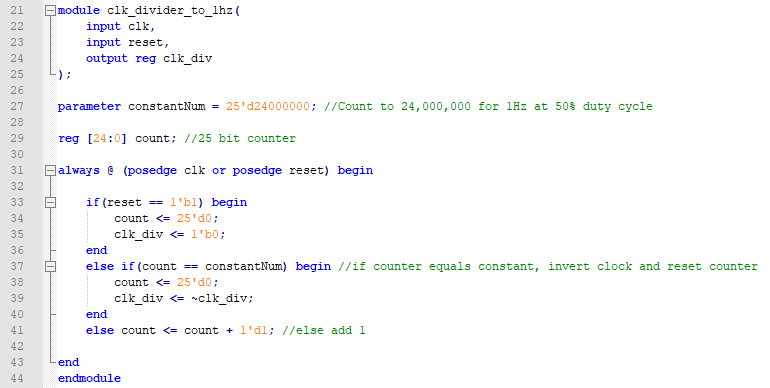 21 module clk_divider_to_1hz(
22 input clk,
23 input reset,
24 output reg clk_div
25 );
26
27 parameter constantNum = 25'd24000000; //Count to 24,000,000 for 1Hz at 50% duty cycle
28
29 reg [24:0] count; //25 bit counter
30
31 always @ (posedge clk or posedge reset) begin
32
33 if(reset == 1'b1) begin
34 count <= 25'd0;
35 clk_div <= 1'b0;
36 end
37 else if(count == constantNum) begin //if counter equals constant, invert clock and reset counter
38 count <= 25'd0;
39 clk_div <= ~clk_div;
40 end
41 else count <= count + 1'd1; //else add 1
42
43 end
44 endmodule